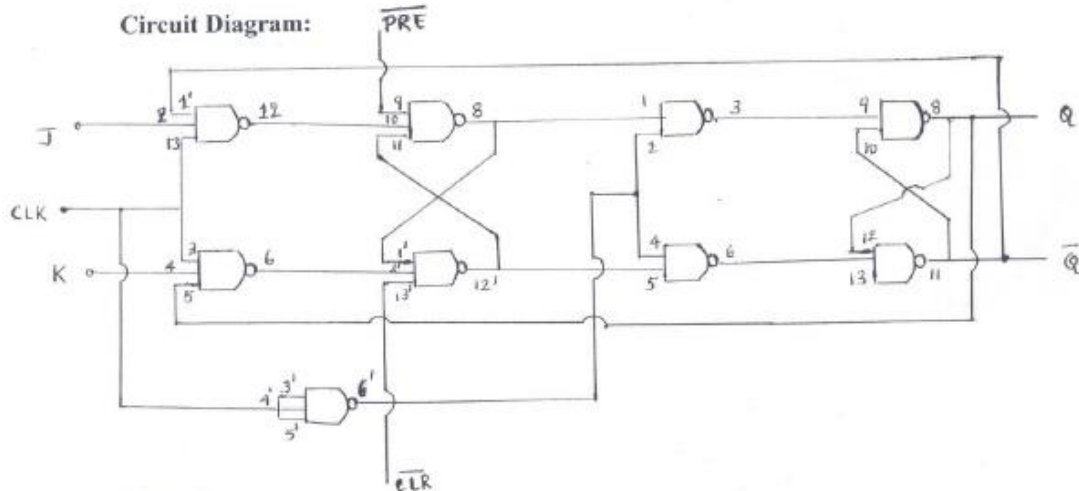 Circuit Diagram:
PRE
1' 12 9 8 1 3 9 8 Q
2 10
J 13 11 2 10
CLK
3 6 1' 4 6 12
K 4 2' 12' 5 13 11 Q
5 13'
3' 6'
4'
5'
CLR